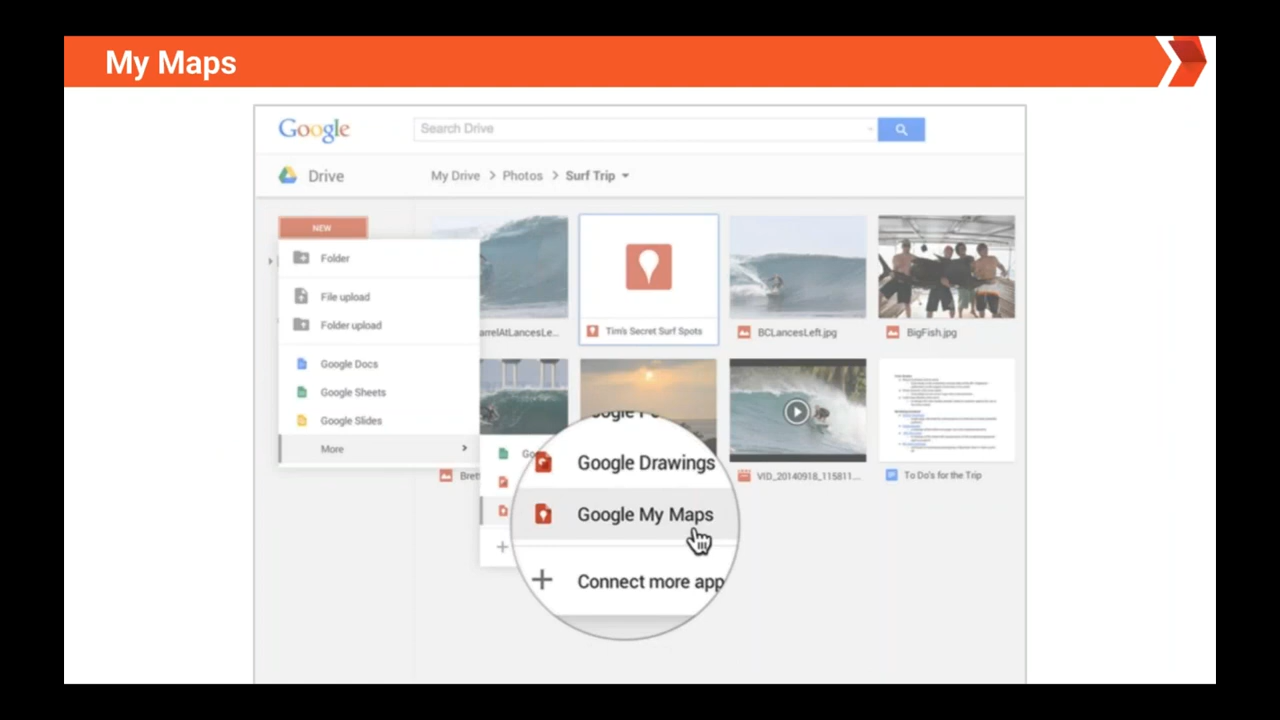 My Maps
Google
Search Drive
Drive
My Drive > Photos > Surf Trip
NEW
Folder
File upload
Folder upload
Google Docs
Google Sheets
Google Slides
More
Tim's Secret Surf Spots
BCLancesLeft.jpg
BigFish.jpg
Google Drawings
Google My Maps
Connect more app
VID_20140918_115811...
To Do's for the Trip